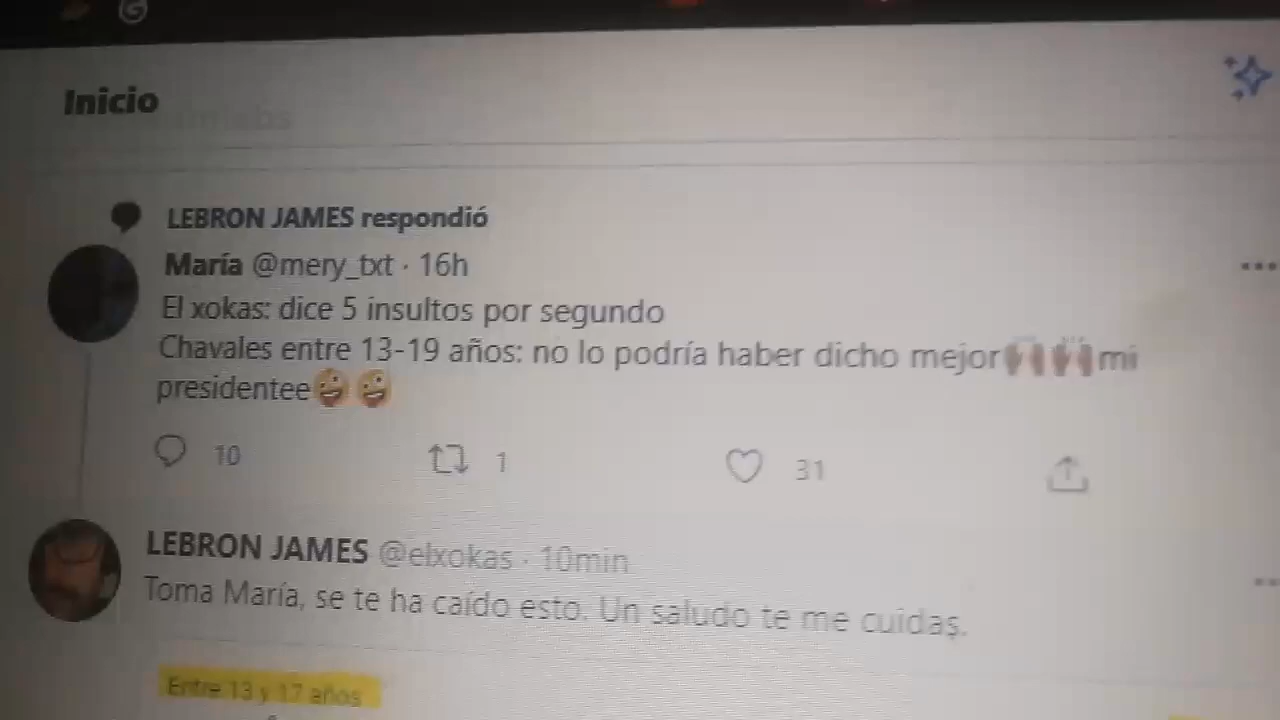 Inicio
LEBRON JAMES respondió
María @mery_txt · 16h
El xokas: dice 5 insultos por segundo
Chavales entre 13-19 años: no lo podría haber dicho mejor🙌🙌mi
presidentee🤪🤪
10 1 31
LEBRON JAMES @elxokas · 10min
Toma María, se te ha caído esto. Un saludo te me cuidas.
Entre 13 y 17 años